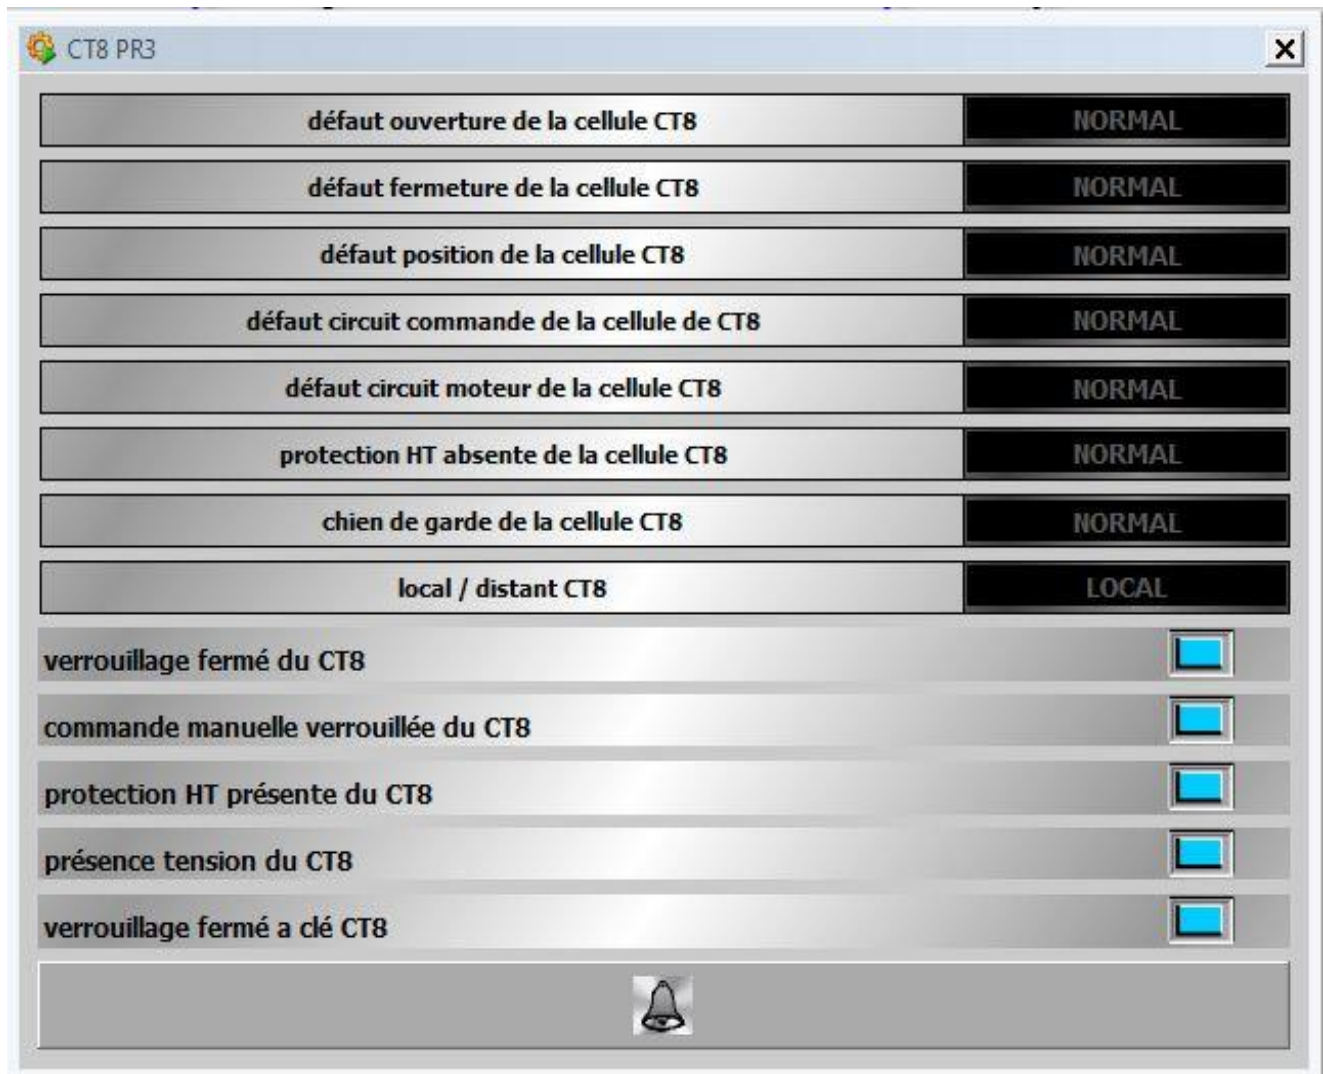 CT8 PR3
défaut ouverture de la cellule CT8 NORMAL
défaut fermeture de la cellule CT8 NORMAL
défaut position de la cellule CT8 NORMAL
défaut circuit commande de la cellule de CT8 NORMAL
défaut circuit moteur de la cellule CT8 NORMAL
protection HT absente de la cellule CT8 NORMAL
chien de garde de la cellule CT8 NORMAL
local / distant CT8 LOCAL
verrouillage fermé du CT8
commande manuelle verrouillée du CT8
protection HT présente du CT8
présence tension du CT8
verrouillage fermé a clé CT8